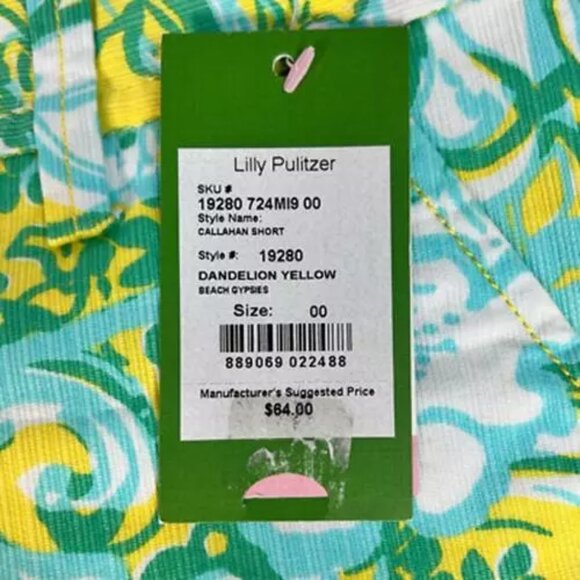 Lilly Pulitzer
SKU #
19280 724MI9 00
Style Name:
CALLAHAN SHORT
Style #: 19280
DANDELION YELLOW
BEACH GYPSIES
Size: 00
889069 022488
Manufacturer's Suggested Price
$64.00